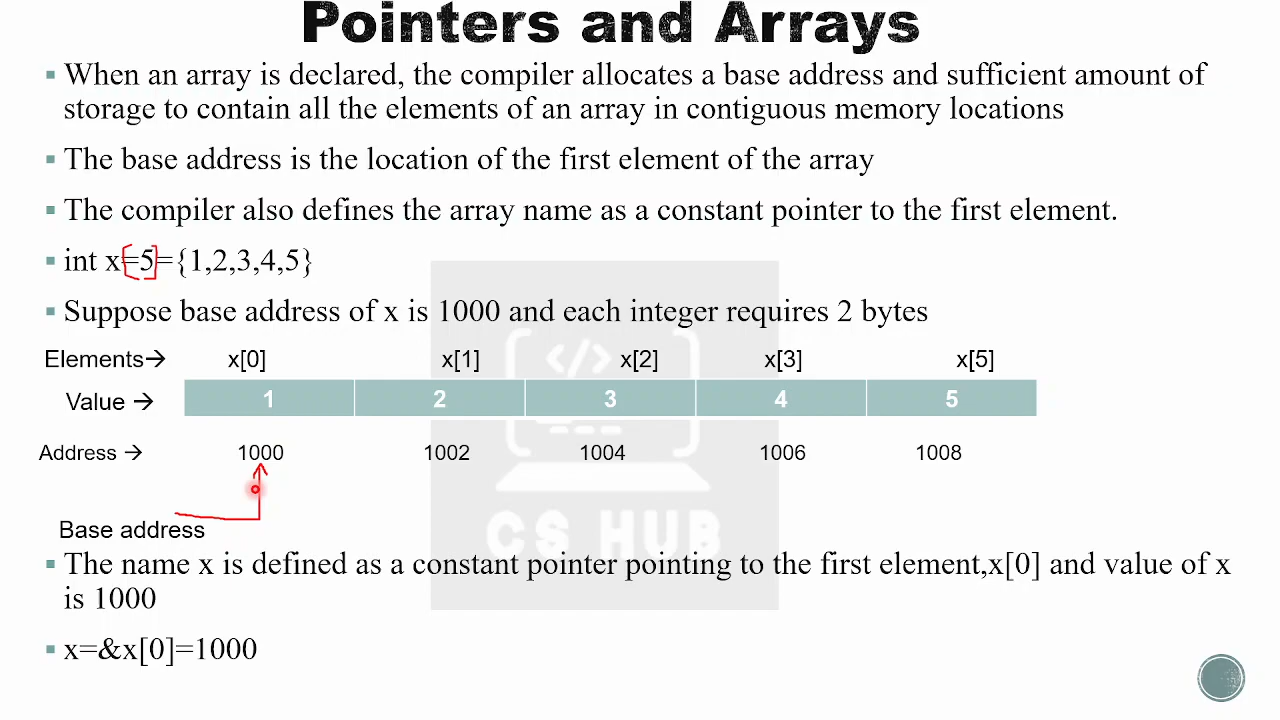 Pointers and Arrays
▪ When an array is declared, the compiler allocates a base address and sufficient amount of
storage to contain all the elements of an array in contiguous memory locations
▪ The base address is the location of the first element of the array
▪ The compiler also defines the array name as a constant pointer to the first element.
▪ int x=5={1,2,3,4,5}
▪ Suppose base address of x is 1000 and each integer requires 2 bytes
Elements→ x[0] x[1] x[2] x[3] x[5]
Value → 1 2 3 4 5
Address → 1000 1002 1004 1006 1008
Base address
CS HUB
▪ The name x is defined as a constant pointer pointing to the first element,x[0] and value of x
is 1000
▪ x=&x[0]=1000